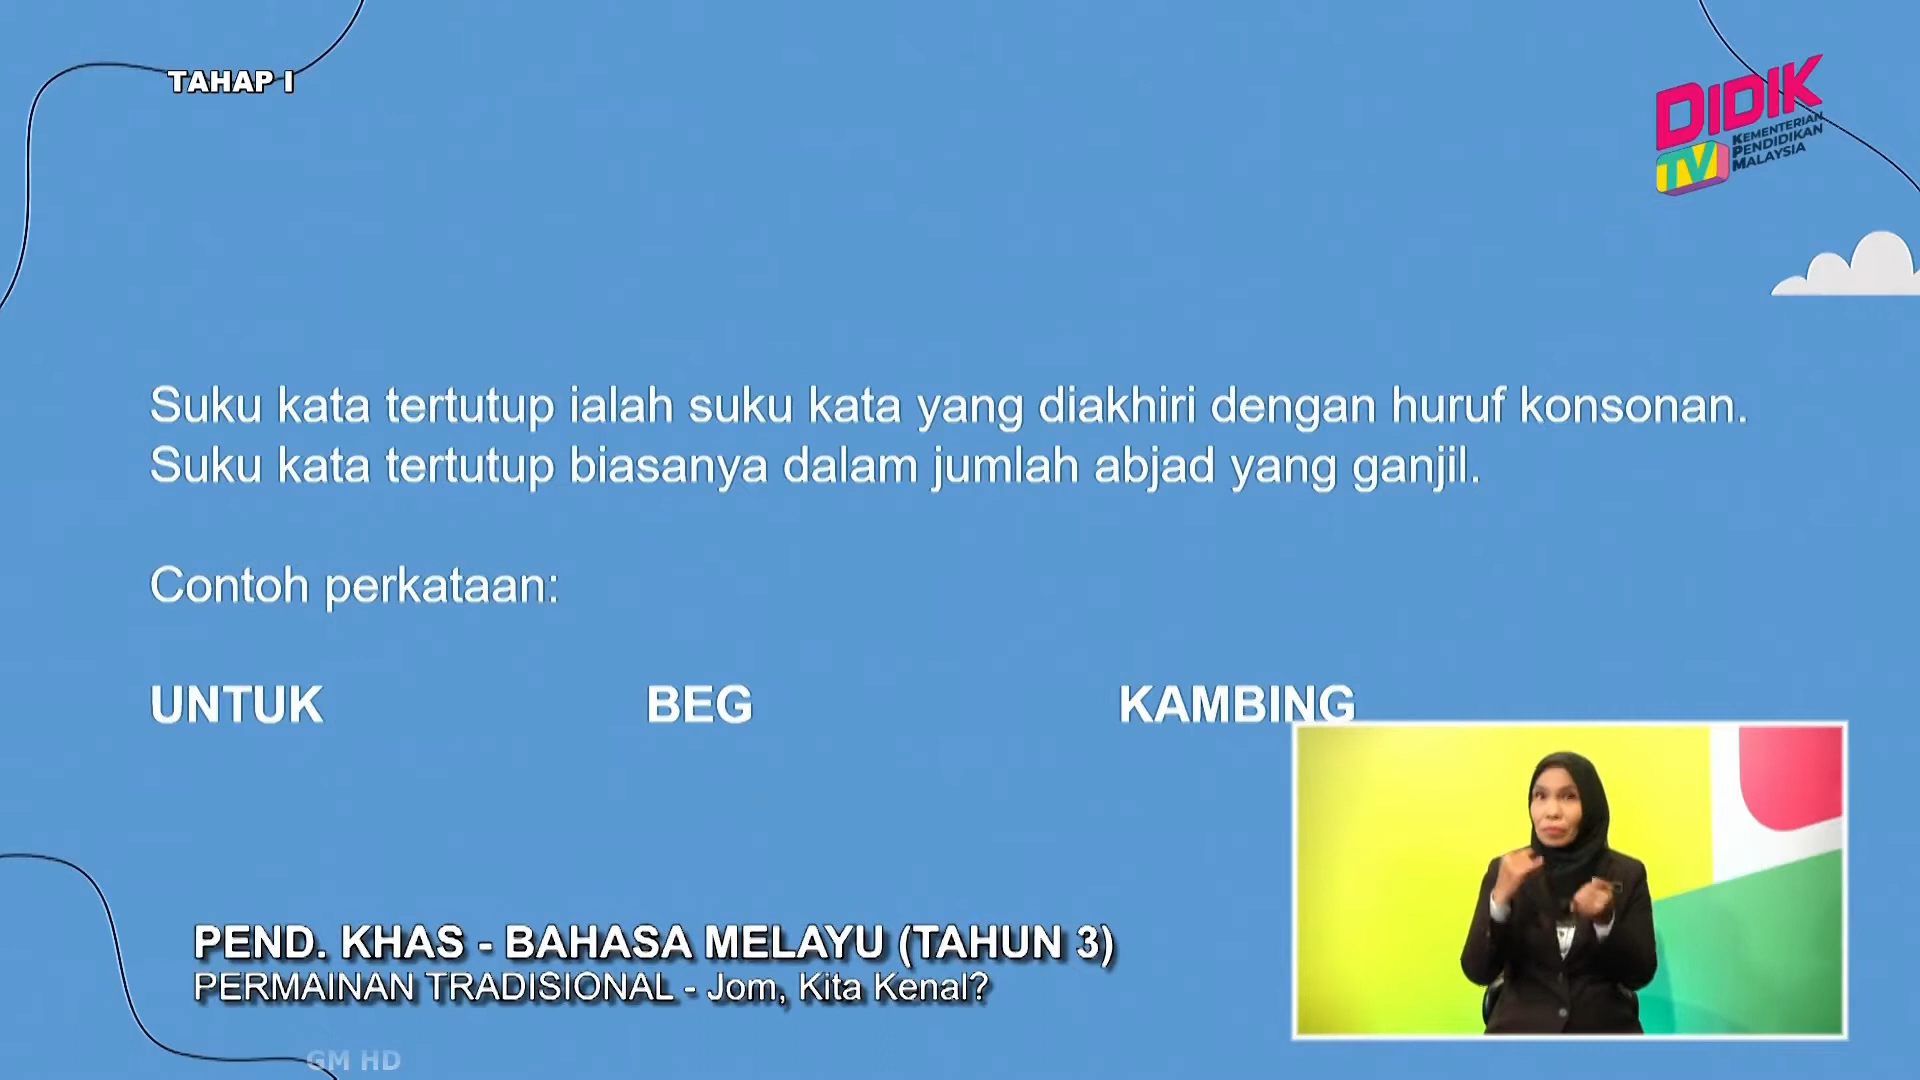 TAHAP I
DIDIK
TV
KEMENTERIAN
PENDIDIKAN
MALAYSIA
Suku kata tertutup ialah suku kata yang diakhiri dengan huruf konsonan.
Suku kata tertutup biasanya dalam jumlah abjad yang ganjil.
Contoh perkataan:
UNTUK BEG KAMBING
PEND. KHAS - BAHASA MELAYU (TAHUN 3)
PERMAINAN TRADISIONAL - Jom, Kita Kenal?
GM HD